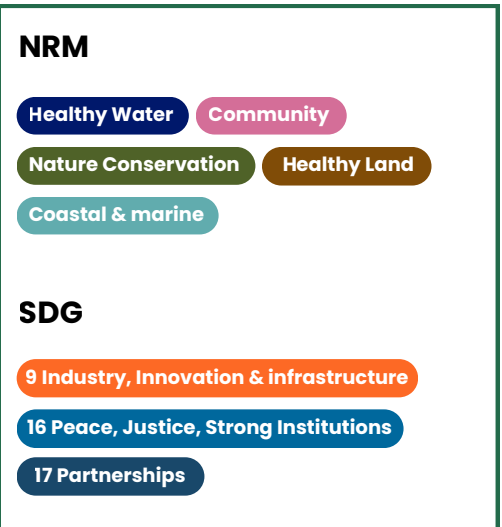 NRM
Healthy Water Community
Nature Conservation Healthy Land
Coastal & marine
SDG
9 Industry, Innovation & infrastructure
16 Peace, Justice, Strong Institutions
17 Partnerships